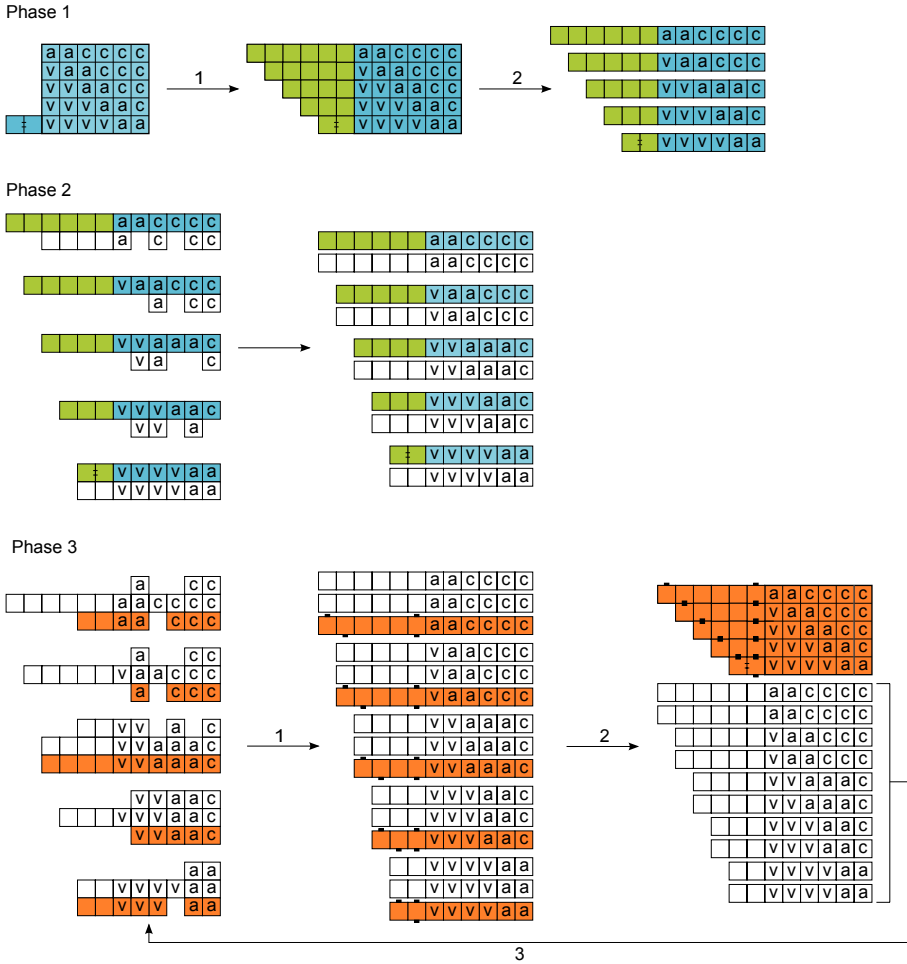 Phase 1
a a c c c c
v a a c c c
v v a a c c
v v v a a c
v v v v a a
1
a a c c c c
v a a c c c
v v a a c c
v v v a a c
v v v v a a
2
a a c c c c
v a a c c c
v v a a a c
v v v a a c
v v v v a a
Phase 2
a a c c c c
a c c c
v a a c c c
a c c
v v a a a c
v a c
v v v a a c
v v a
v v v v a a
v v v v a a
a a c c c c
a a c c c c
v a a c c c
v a a c c c
v v a a a c
v v a a a c
v v v a a c
v v v a a c
v v v v a a
v v v v a a
Phase 3
a c c
a a c c c c
a a c c c
a c c
v a a c c c
a c c c
v v a c
v v a a a c
v v a a a c
v v a a c
v v v a a c
v v a a c
a a
v v v v a a
v v v a a
1
a a c c c c
a a c c c c
a a c c c c
v a a c c c
v a a c c c
v a a c c c
v v a a a c
v v a a a c
v v a a a c
v v v a a c
v v v a a c
v v v a a c
v v v v a a
v v v v a a
v v v v a a
2
a a c c c c
v a a c c c
v v a a c c
v v v a a c
v v v v a a
a a c c c c
a a c c c c
v a a c c c
v a a c c c
v v a a a c
v v a a a c
v v v a a c
v v v a a c
v v v v a a
v v v v a a
3